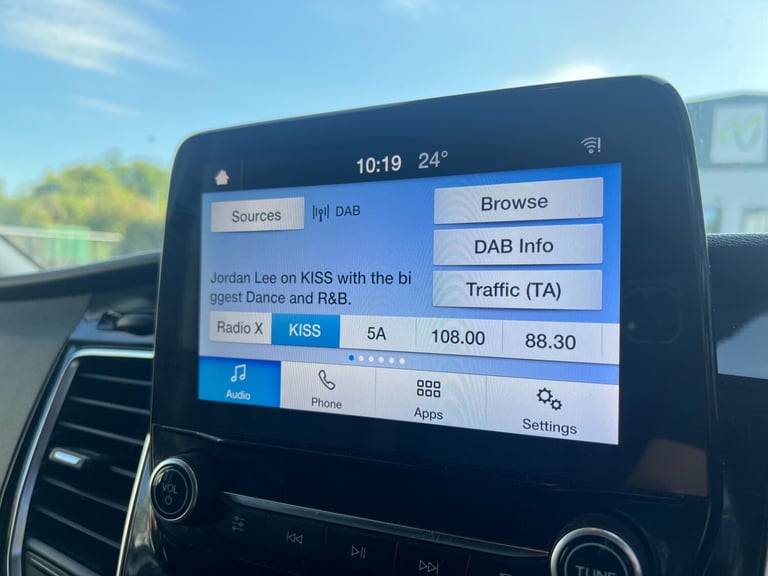 10:19 24°
Sources DAB
Browse
DAB Info
Traffic (TA)
Jordan Lee on KISS with the bi
ggest Dance and R&B.
Radio X KISS 5A 108.00 88.30
Audio Phone Apps Settings
VOL
TUNE